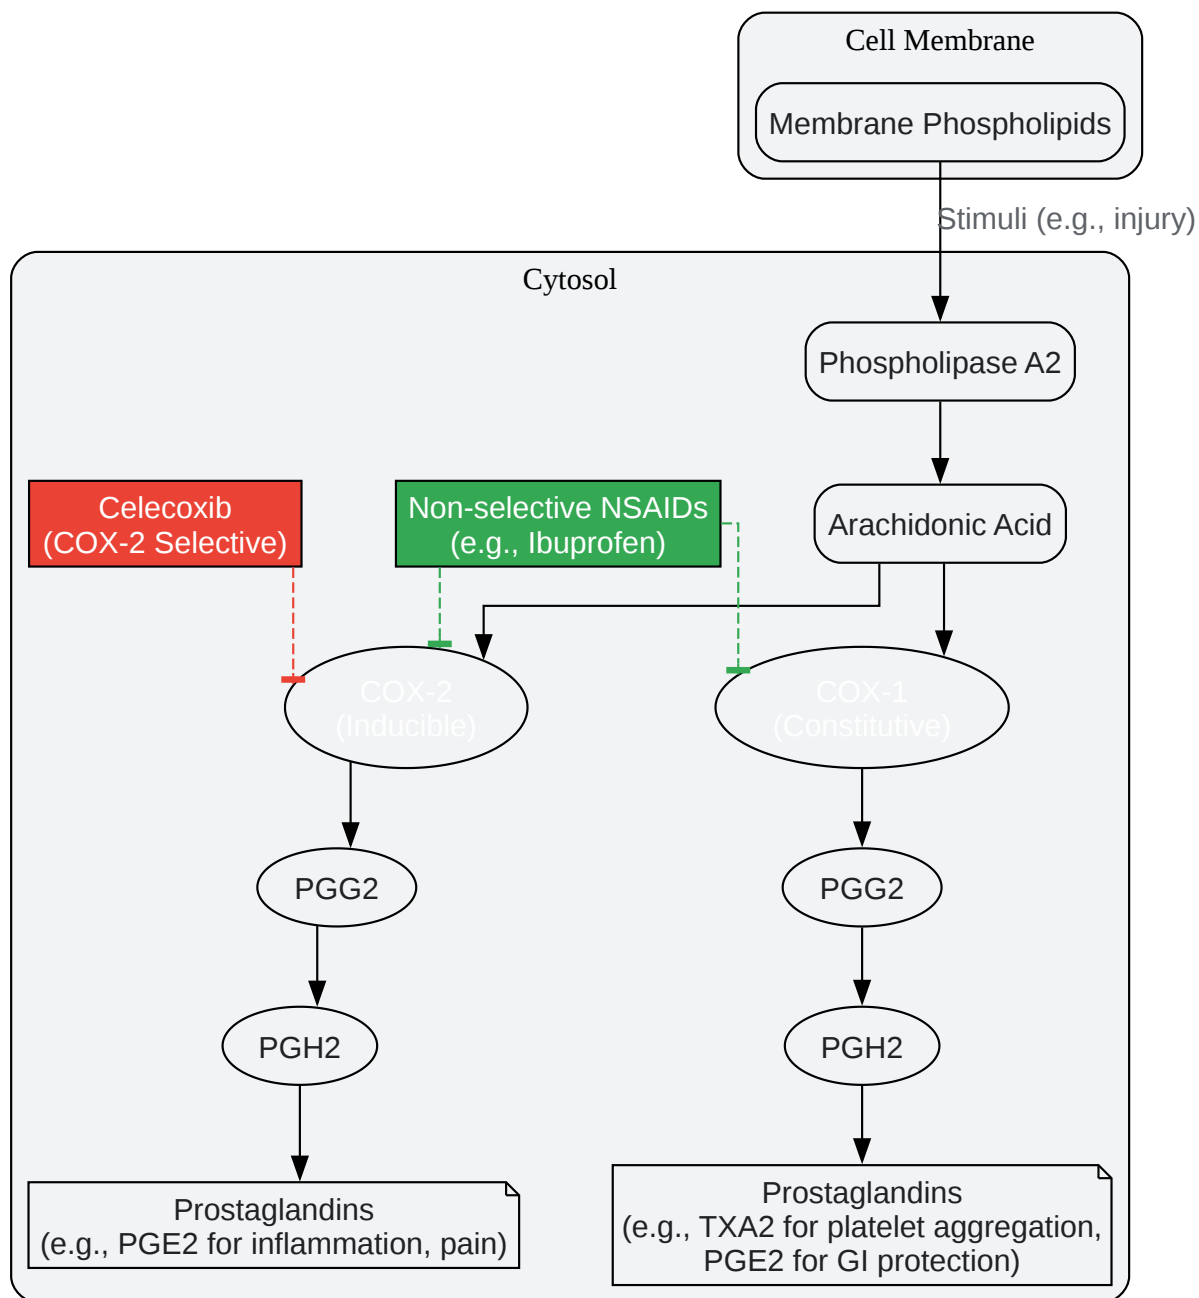 Cell Membrane
Membrane Phospholipids
Stimuli (e.g., injury)
Cytosol
Phospholipase A2
Celecoxib
(COX-2 Selective)
Non-selective NSAIDs
(e.g., Ibuprofen)
Arachidonic Acid
COX-2
(Inducible)
COX-1
(Constitutive)
PGG2
PGG2
PGH2
PGH2
Prostaglandins
(e.g., PGE2 for inflammation, pain)
Prostaglandins
(e.g., TXA2 for platelet aggregation,
PGE2 for GI protection)